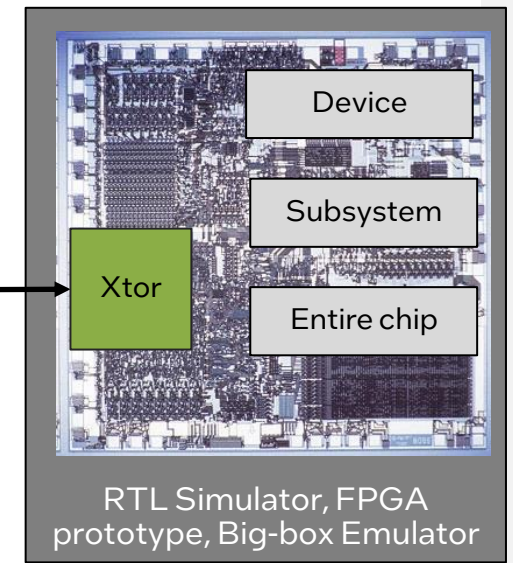 Device
Subsystem
Xtor
Entire chip
RTL Simulator, FPGA
prototype, Big-box Emulator